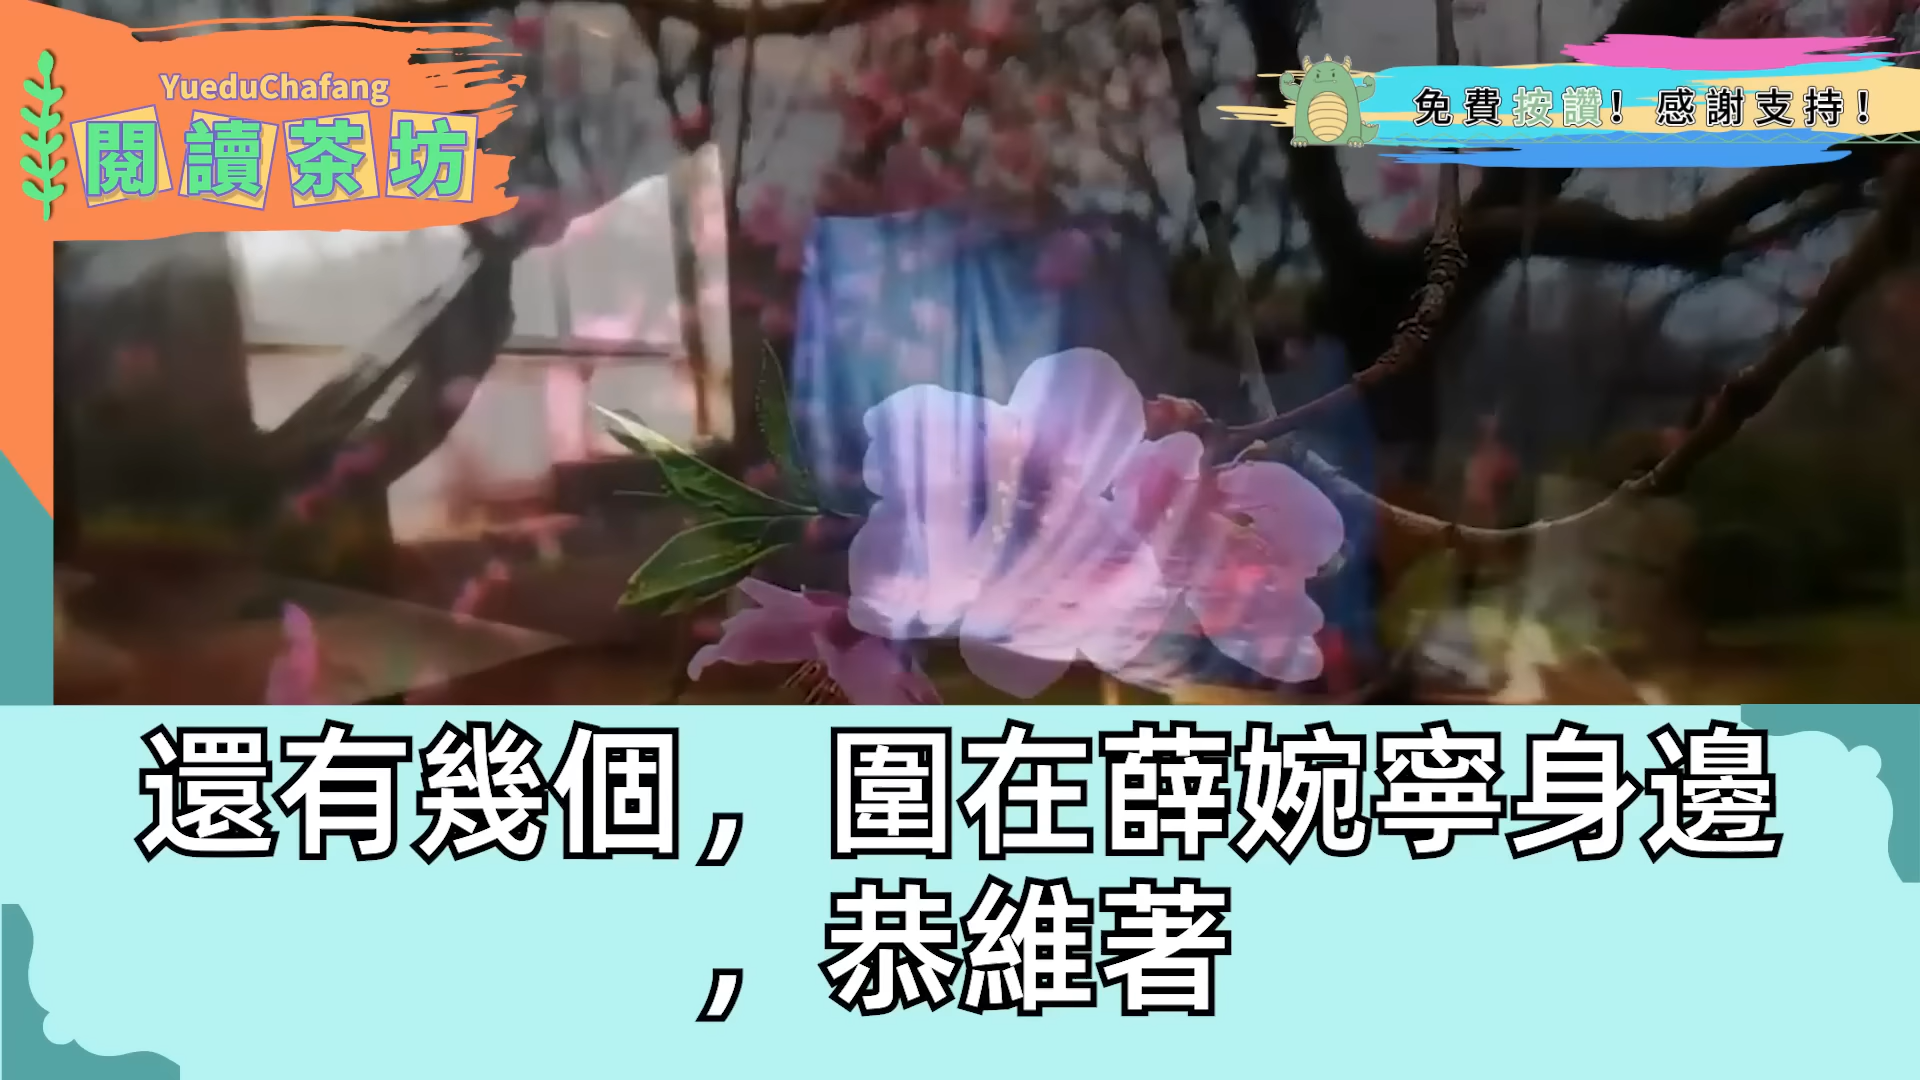 YueduChafang
閱讀茶坊
免費按讚！感謝支持！
還有幾個，圍在薛婉寧身邊
，恭維著